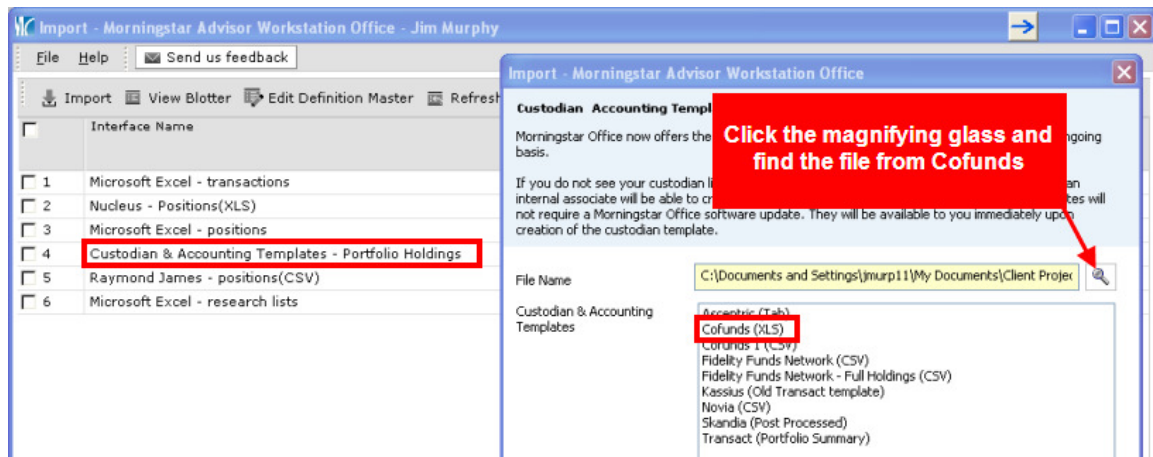 Import - Morningstar Advisor Workstation Office - Jim Murphy
File Help Send us feedback
Import View Blotter Edit Definition Master Refresh
Interface Name
1 Microsoft Excel - transactions
2 Nucleus - Positions(XLS)
3 Microsoft Excel - positions
4 Custodian & Accounting Templates - Portfolio Holdings
5 Raymond James - positions(CSV)
6 Microsoft Excel - research lists
Import - Morningstar Advisor Workstation Office
Custodian Accounting Templ
Morningstar Office now offers the ngoing
basis.
If you do not see your custodian li an
internal associate will be able to cr tes will
not require a Morningstar Office software update. They will be available to you immediately upon
creation of the custodian template.
Click the magnifying glass and
find the file from Cofunds
File Name C:\Documents and Settings\jmurp11\My Documents\Client Projec
Custodian & Accounting
Templates
Accentric (Tab)
Cofunds (XLS)
Cofunds 1 (CSV)
Fidelity Funds Network (CSV)
Fidelity Funds Network - Full Holdings (CSV)
Kassius (Old Transact template)
Novia (CSV)
Skandia (Post Processed)
Transact (Portfolio Summary)